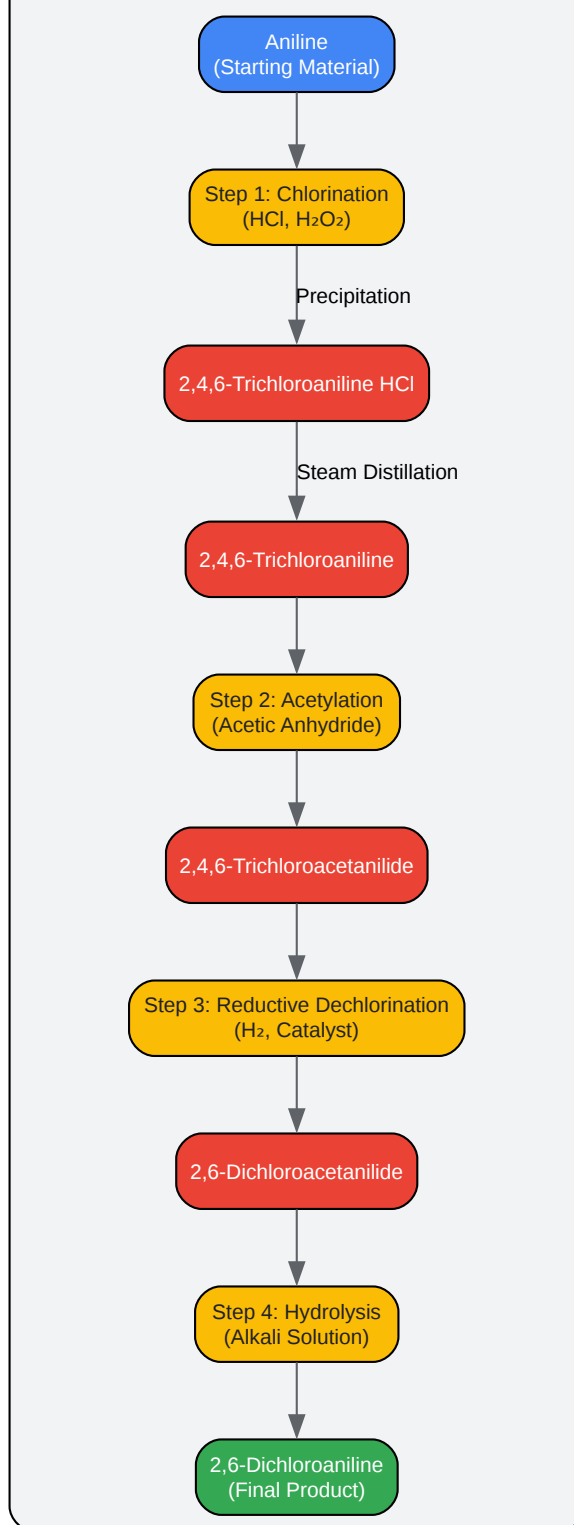 Aniline
(Starting Material)
Step 1: Chlorination
(HCl, H₂O₂)
Precipitation
2,4,6-Trichloroaniline HCl
Steam Distillation
2,4,6-Trichloroaniline
Step 2: Acetylation
(Acetic Anhydride)
2,4,6-Trichloroacetanilide
Step 3: Reductive Dechlorination
(H₂, Catalyst)
2,6-Dichloroacetanilide
Step 4: Hydrolysis
(Alkali Solution)
2,6-Dichloroaniline
(Final Product)